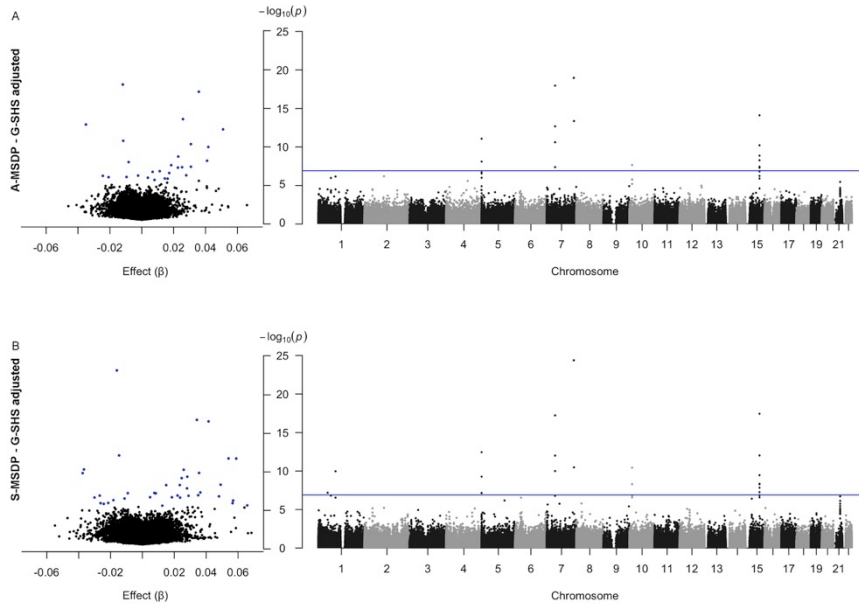 A
−log10(p)
A-MSDP - G-SHS adjusted
25
20
15
10
5
0
-0.06 -0.02 0.02 0.04 0.06
Effect (β)
1 2 3 4 5 6 7 8 9 10 11 12 13 15 17 19 21
Chromosome
B
−log10(p)
S-MSDP - G-SHS adjusted
25
20
15
10
5
0
-0.06 -0.02 0.02 0.04 0.06
Effect (β)
1 2 3 4 5 6 7 8 9 10 11 12 13 15 17 19 21
Chromosome